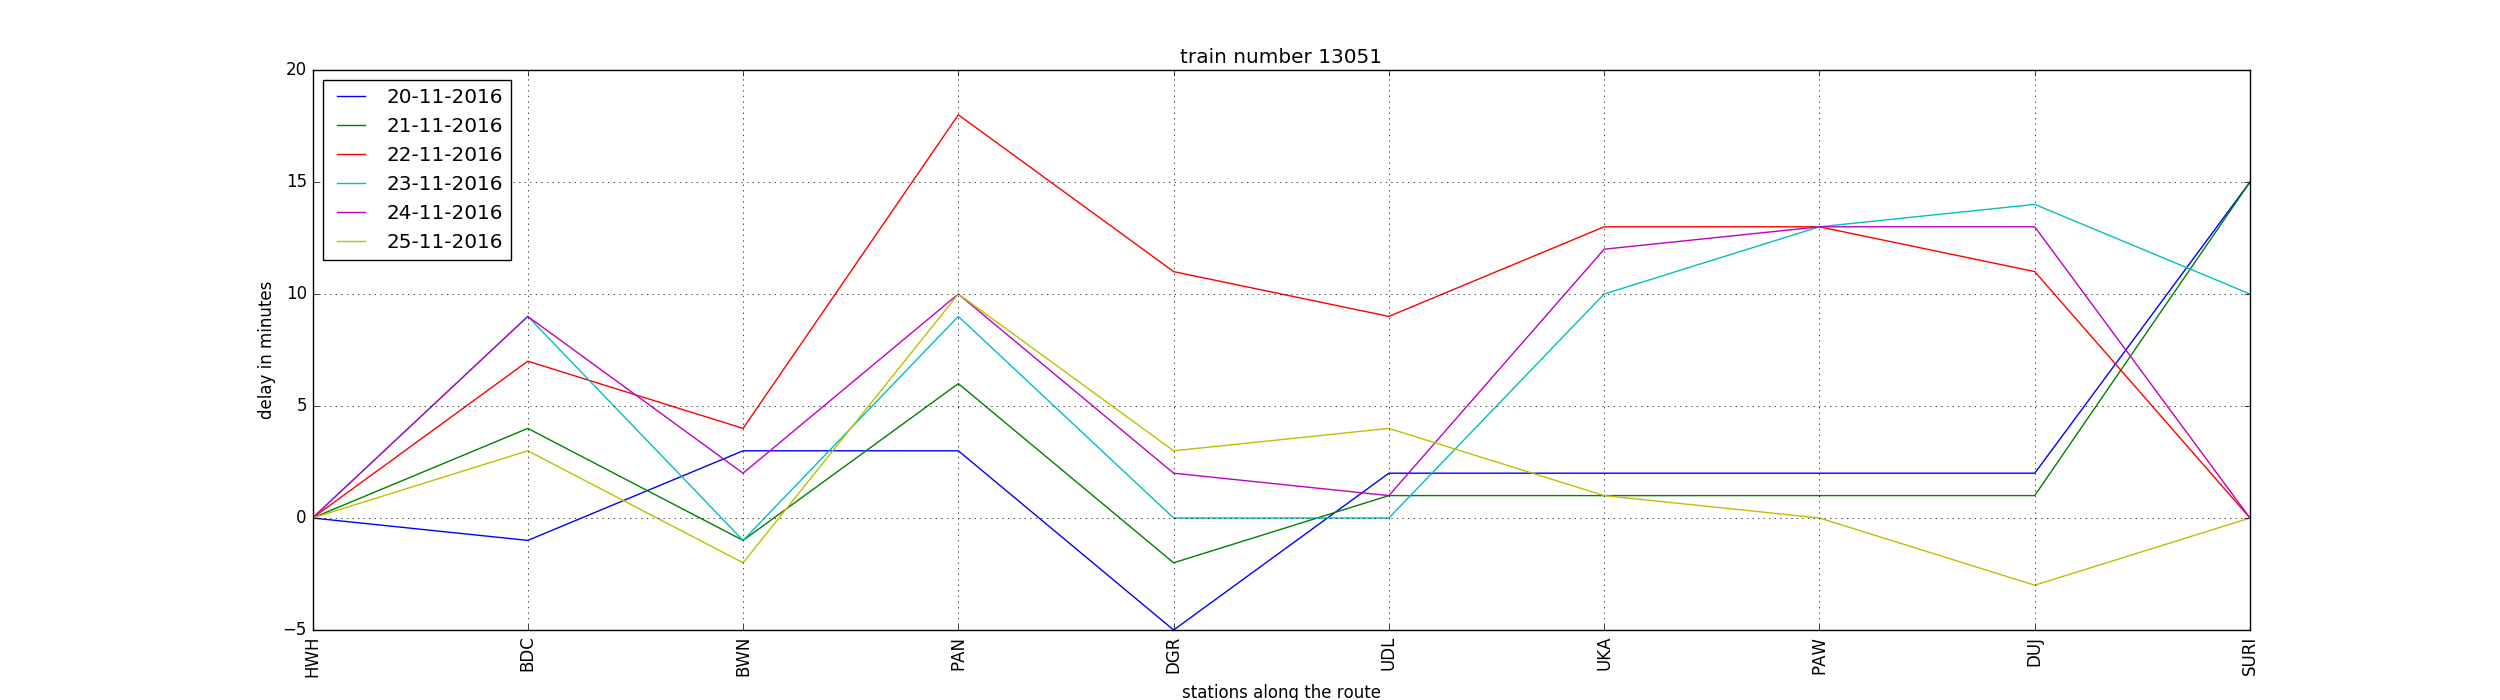 train number 13051
20
15
10
5
0
−5
delay in minutes
20-11-2016
21-11-2016
22-11-2016
23-11-2016
24-11-2016
25-11-2016
HWH
BDC
BWN
PAN
DGR
UDL
UKA
PAW
DUJ
SURI
stations along the route